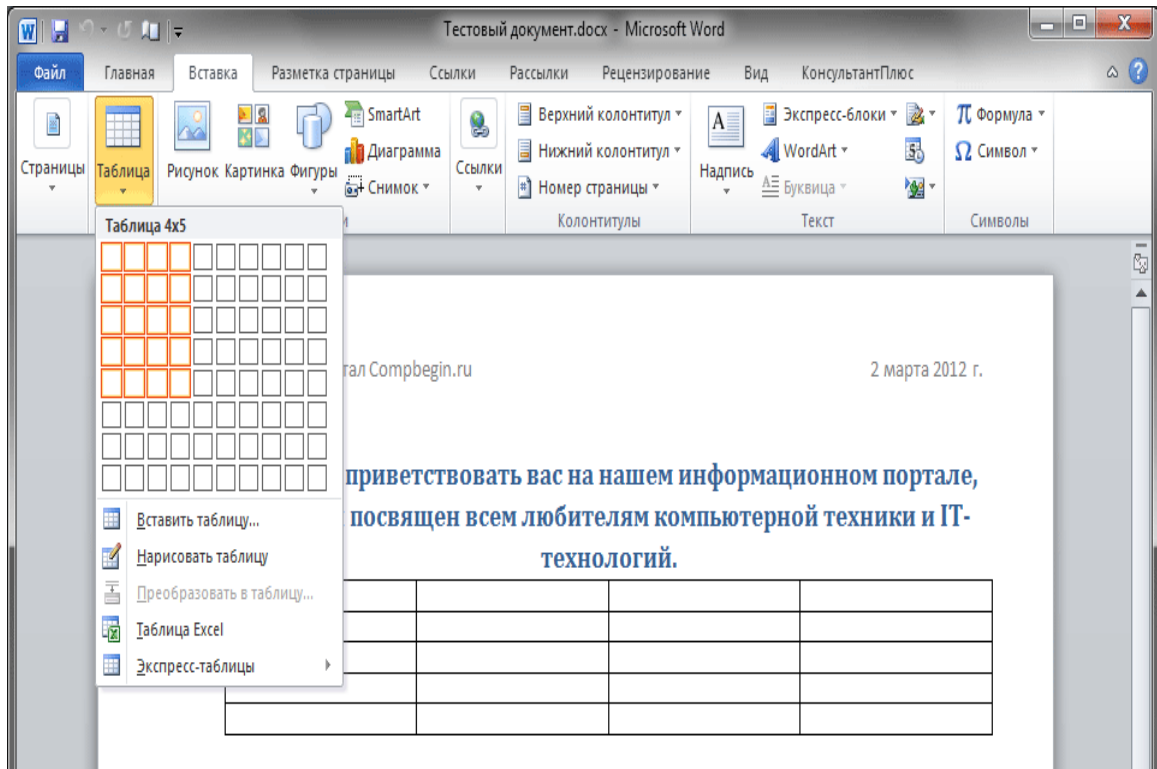 Тестовый документ.docx - Microsoft Word
Файл Главная Вставка Разметка страницы Ссылки Рассылки Рецензирование Вид КонсультантПлюс
Страницы
Таблица
Рисунок Картинка Фигуры
SmartArt
Диаграмма
Снимок
Ссылки
Верхний колонтитул
Нижний колонтитул
Номер страницы
Колонтитулы
Надпись
Экспресс-блоки
WordArt
Буквица
Текст
Формула
Символ
Символы
Таблица 4x5
Вставить таблицу...
Нарисовать таблицу
Преобразовать в таблицу...
Таблица Excel
Экспресс-таблицы
Compbegin.ru 2 марта 2012 г.
приветствовать вас на нашем информационном портале,
посвящен всем любителям компьютерной техники и IT-
технологий.